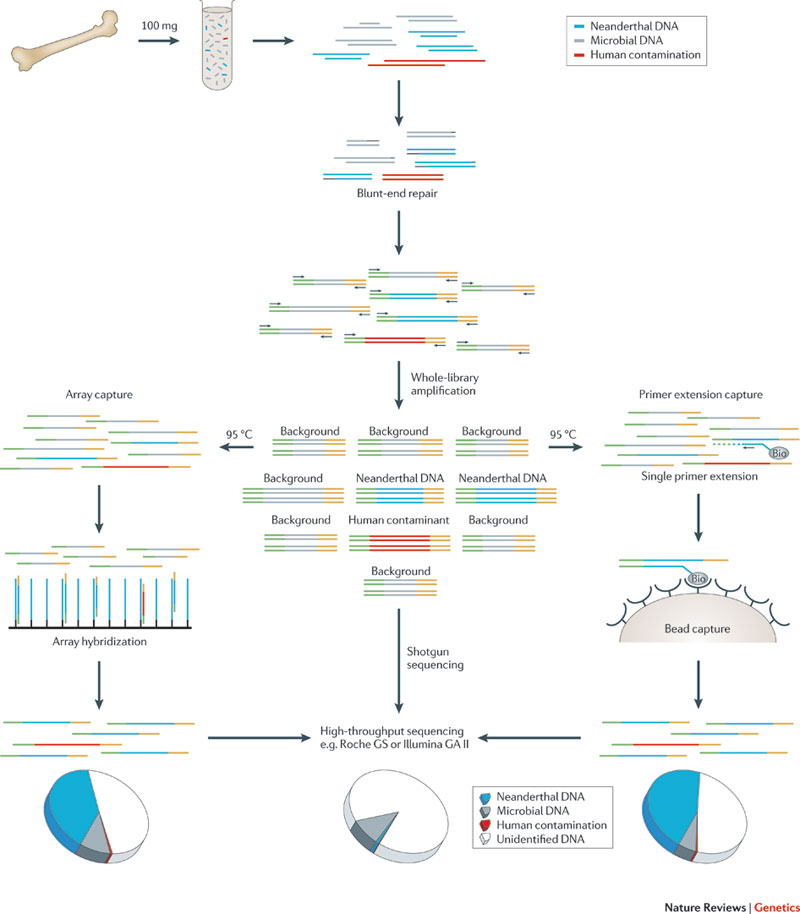 100 mg
Neanderthal DNA
Microbial DNA
Human contamination
Blunt-end repair
Whole-library
amplification
Array capture
Primer extension capture
95 °C
Background
Background
Background
95 °C
Bio
Single primer extension
Background
Neanderthal DNA
Neanderthal DNA
Background
Human contaminant
Background
Background
Bio
Bead capture
Array hybridization
Shotgun
sequencing
High-throughput sequencing
e.g. Roche GS or Illumina GA II
Neanderthal DNA
Microbial DNA
Human contamination
Unidentified DNA
Nature Reviews | Genetics